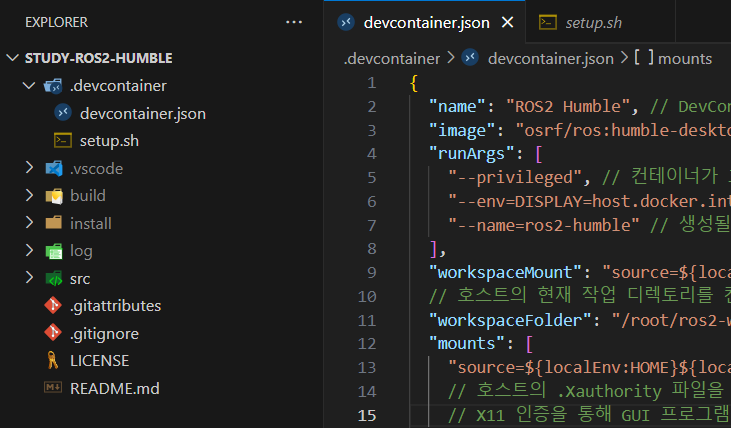 EXPLORER
STUDY-ROS2-HUMBLE
.devcontainer
devcontainer.json
setup.sh
.vscode
build
install
log
src
.gitattributes
.gitignore
LICENSE
README.md
devcontainer.json
setup.sh
.devcontainer > devcontainer.json > [ ] mounts
1 {
2 "name": "ROS2 Humble", // DevCon
3 "image": "osrf/ros:humble-deskto
4 "runArgs": [
5 "--privileged", // 컨테이너가
6 "--env=DISPLAY=host.docker.int
7 "--name=ros2-humble" // 생성될
8 ],
9 "workspaceMount": "source=${loca
10 // 호스트의 현재 작업 디렉토리를
11 "workspaceFolder": "/root/ros2-w
12 "mounts": [
13 "source=${localEnv:HOME}${loca
14 // 호스트의 .Xauthority 파일을
15 // X11 인증을 통해 GUI 프로그램